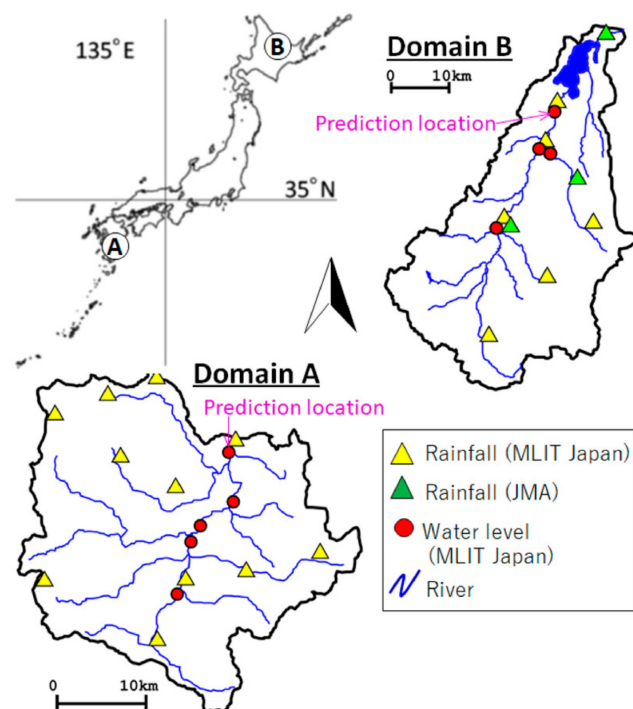 135°E
B
35°N
A
Domain B
0 10km
Prediction location
Domain A
Prediction location
0 10km
Rainfall (MLIT Japan)
Rainfall (JMA)
Water level
(MLIT Japan)
River